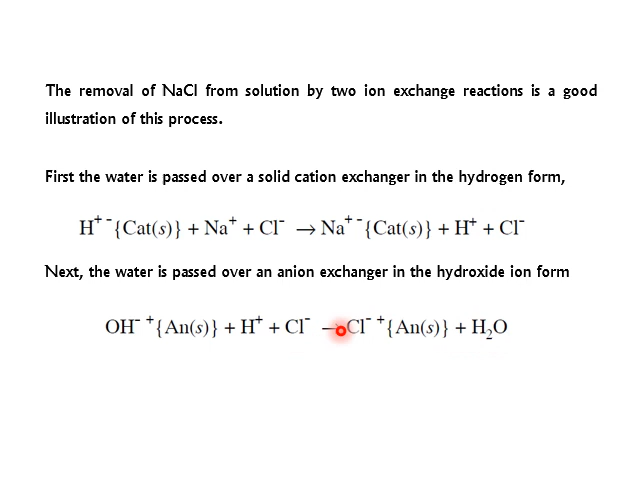 The removal of NaCl from solution by two ion exchange reactions is a good
illustration of this process.
First the water is passed over a solid cation exchanger in the hydrogen form,
H⁺ ⁻{Cat(s)} + Na⁺ + Cl⁻ → Na⁺ ⁻{Cat(s)} + H⁺ + Cl⁻
Next, the water is passed over an anion exchanger in the hydroxide ion form
OH⁻ ⁺{An(s)} + H⁺ + Cl⁻ → Cl⁻ ⁺{An(s)} + H₂O